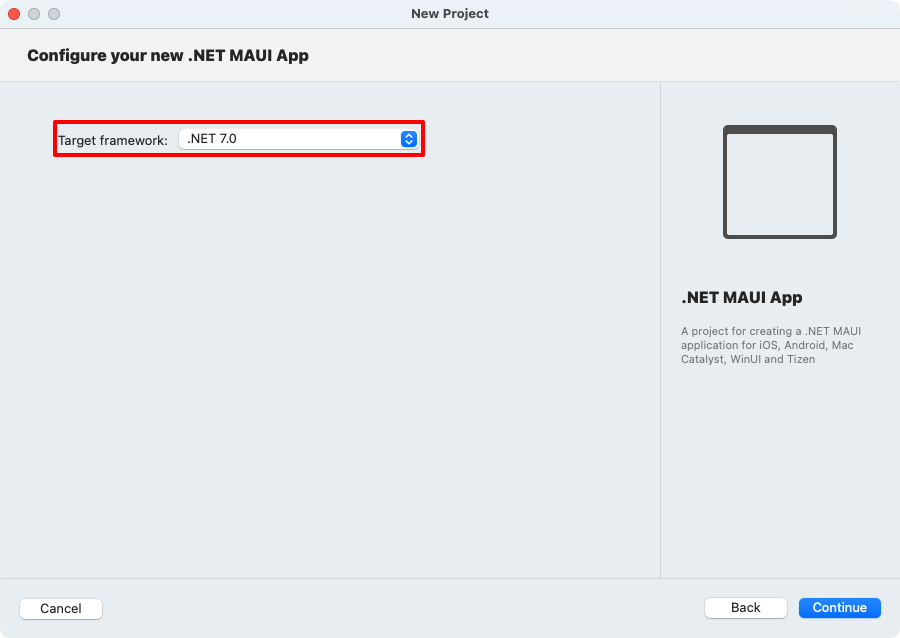 New Project
Configure your new .NET MAUI App
Target framework: .NET 7.0
.NET MAUI App
A project for creating a .NET MAUI
application for iOS, Android, Mac
Catalyst, WinUI and Tizen
Cancel Back Continue